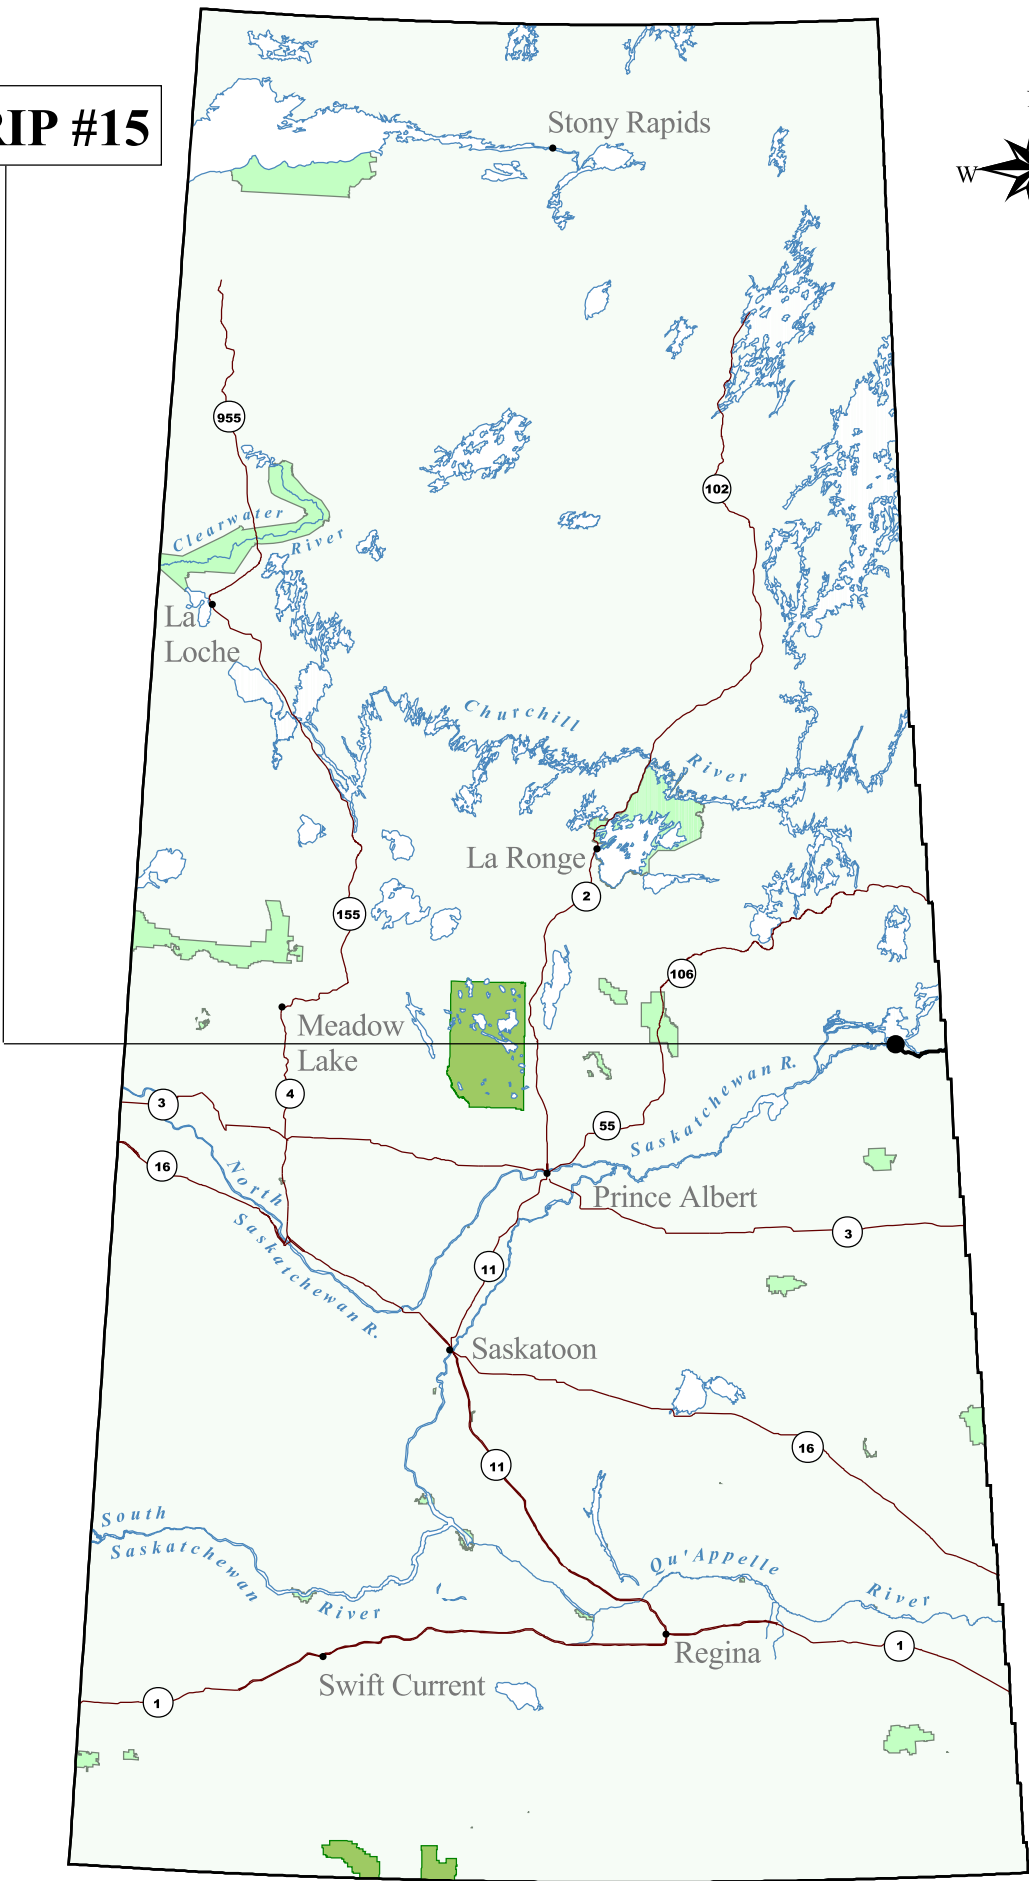 RIP #15
Stony Rapids
W
955
102
Clearwater
River
La
Loche
Churchill
River
La Ronge
2
155
106
Meadow
Lake
3
4
55
Saskatchewan R.
16
North
Saskatchewan R.
Prince Albert
3
11
Saskatoon
16
11
South
Saskatchewan
River
Qu'Appelle
River
Regina
1
Swift Current
1